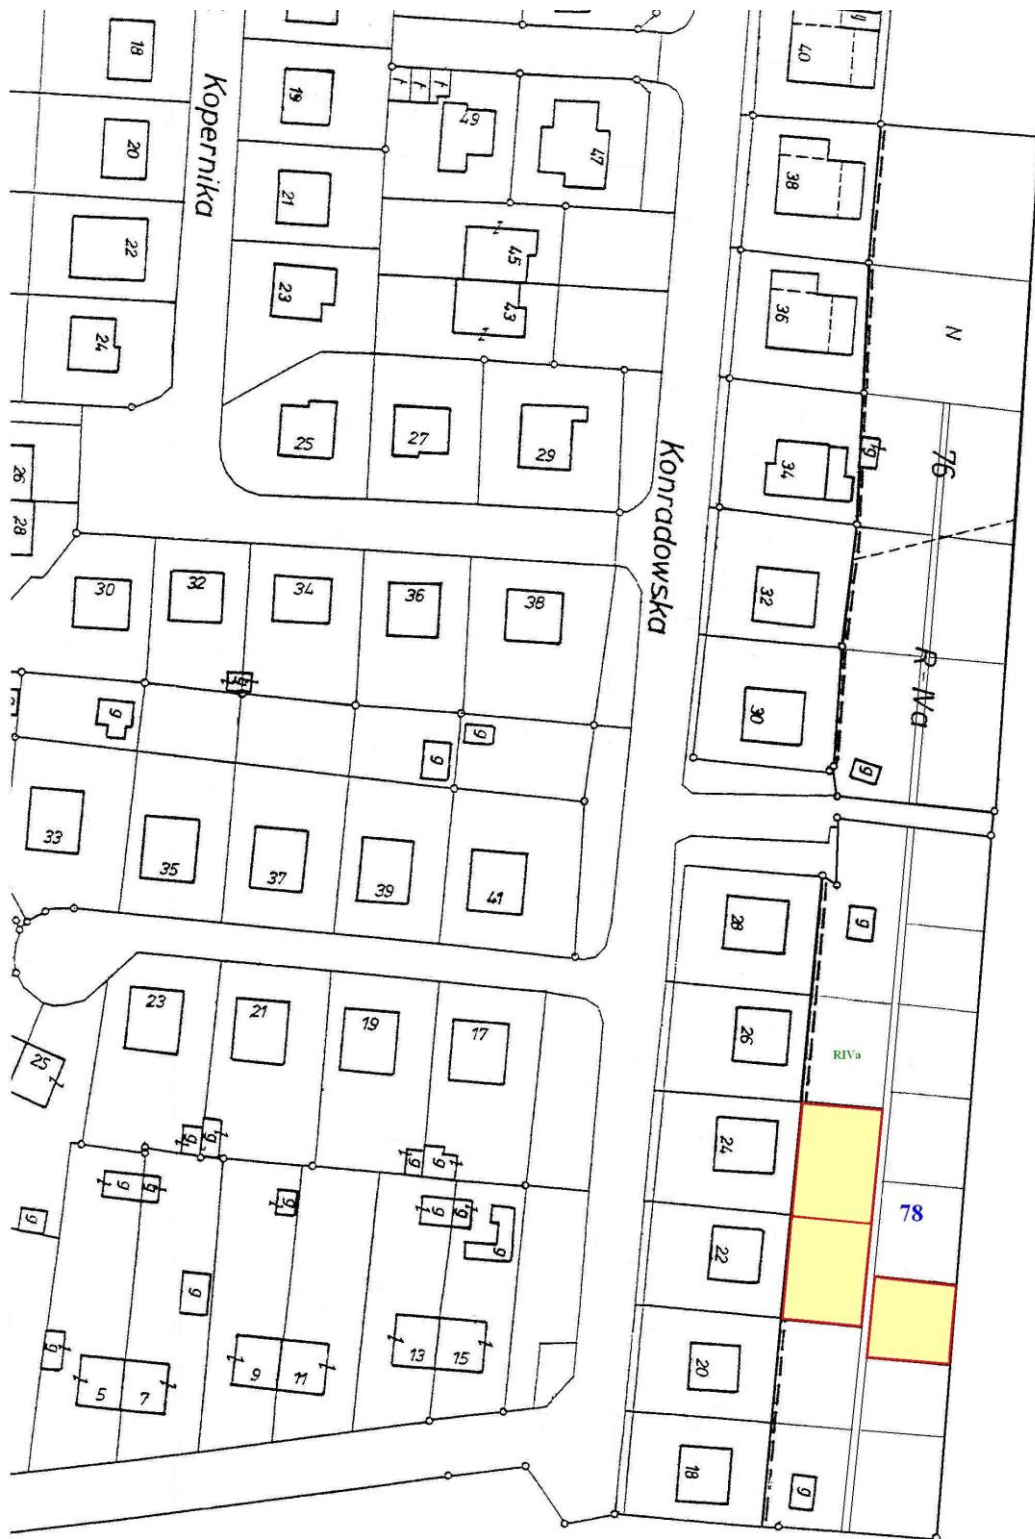 18
19
f
f
f
49
47
40
g
Kopernika
20
21
38
22
45
23
43
36
N
24
z
z
25
27
29
Konradowska
34
g
76
26
28
30
32
34
36
38
32
R IVa
g
g
g
g
30
g
33
35
37
39
41
28
g
23
21
19
17
26
RIVa
25
g
g
g
g
24
g
g
g
g
g
g
78
g
22
g
g
13
15
20
9
11
5
7
18
g